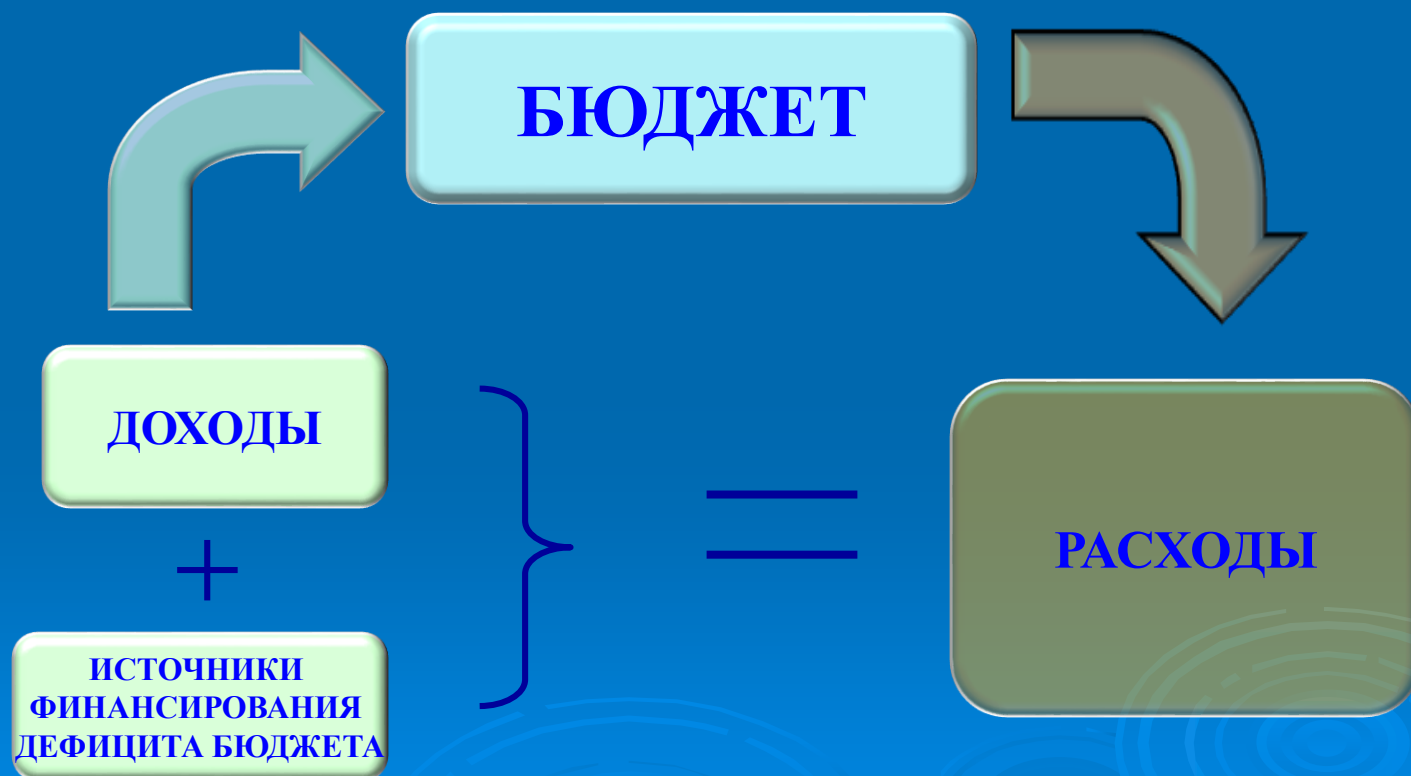 БЮДЖЕТ
ДОХОДЫ
+
ИСТОЧНИКИ
ФИНАНСИРОВАНИЯ
ДЕФИЦИТА БЮДЖЕТА
=
РАСХОДЫ